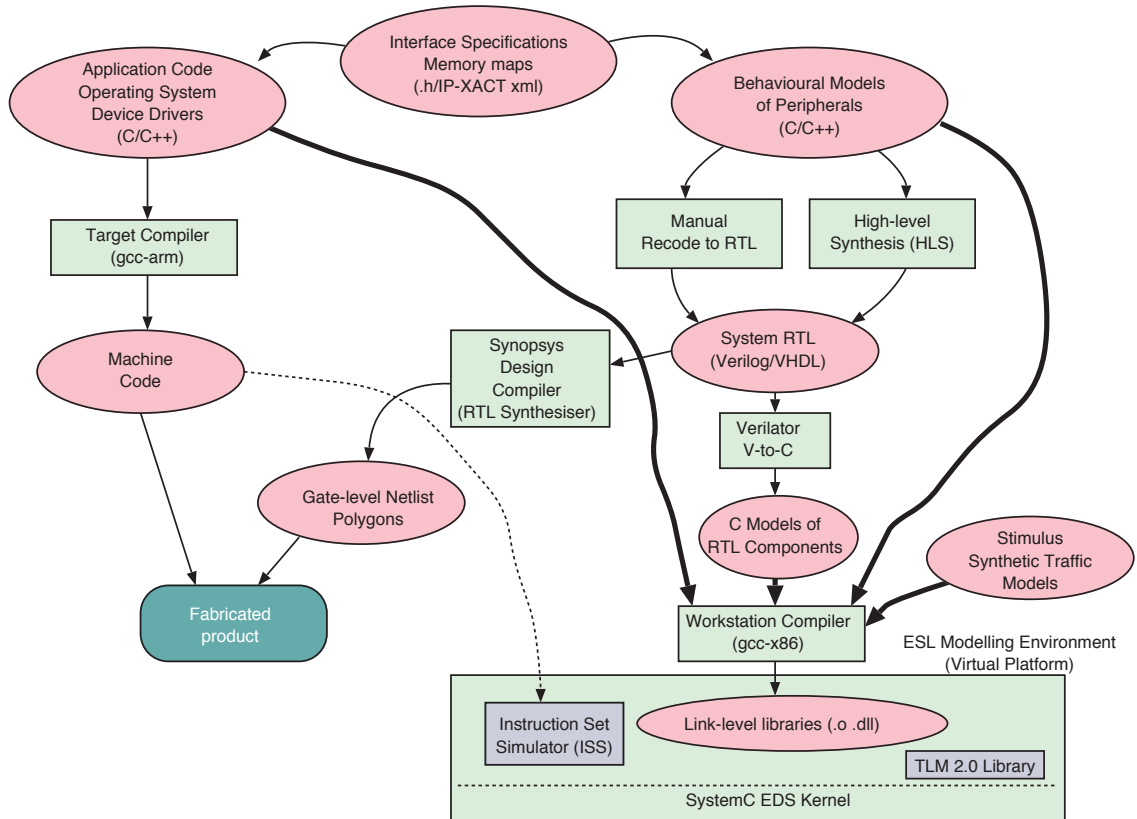 Interface Specifications
Memory maps
(.h/IP-XACT xml)
Application Code
Operating System
Device Drivers
(C/C++)
Behavioural Models
of Peripherals
(C/C++)
Target Compiler
(gcc-arm)
Manual
Recode to RTL
High-level
Synthesis (HLS)
Machine
Code
Synopsys
Design
Compiler
(RTL Synthesiser)
System RTL
(Verilog/VHDL)
Verilator
V-to-C
Gate-level Netlist
Polygons
C Models of
RTL Components
Stimulus
Synthetic Traffic
Models
Fabricated
product
Workstation Compiler
(gcc-x86)
ESL Modelling Environment
(Virtual Platform)
Instruction Set
Simulator (ISS)
Link-level libraries (.o .dll)
TLM 2.0 Library
SystemC EDS Kernel